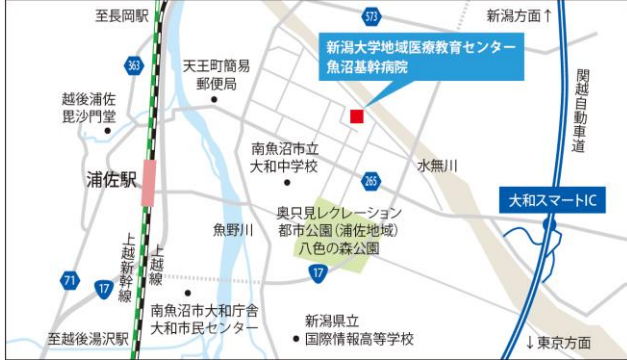 至長岡駅
573
新潟方面↑
363
天王町簡易
郵便局
新潟大学地域医療教育センター
魚沼基幹病院
関越自動車道
越後浦佐
毘沙門堂
南魚沼市立
大和中学校
水無川
浦佐駅
265
大和スマートIC
魚野川
奥只見レクレーション
都市公園(浦佐地域)
八色の森公園
上越新幹線
上越線
71
17
17
南魚沼市大和庁舎
大和市民センター
新潟県立
国際情報高等学校
至越後湯沢駅
↓東京方面